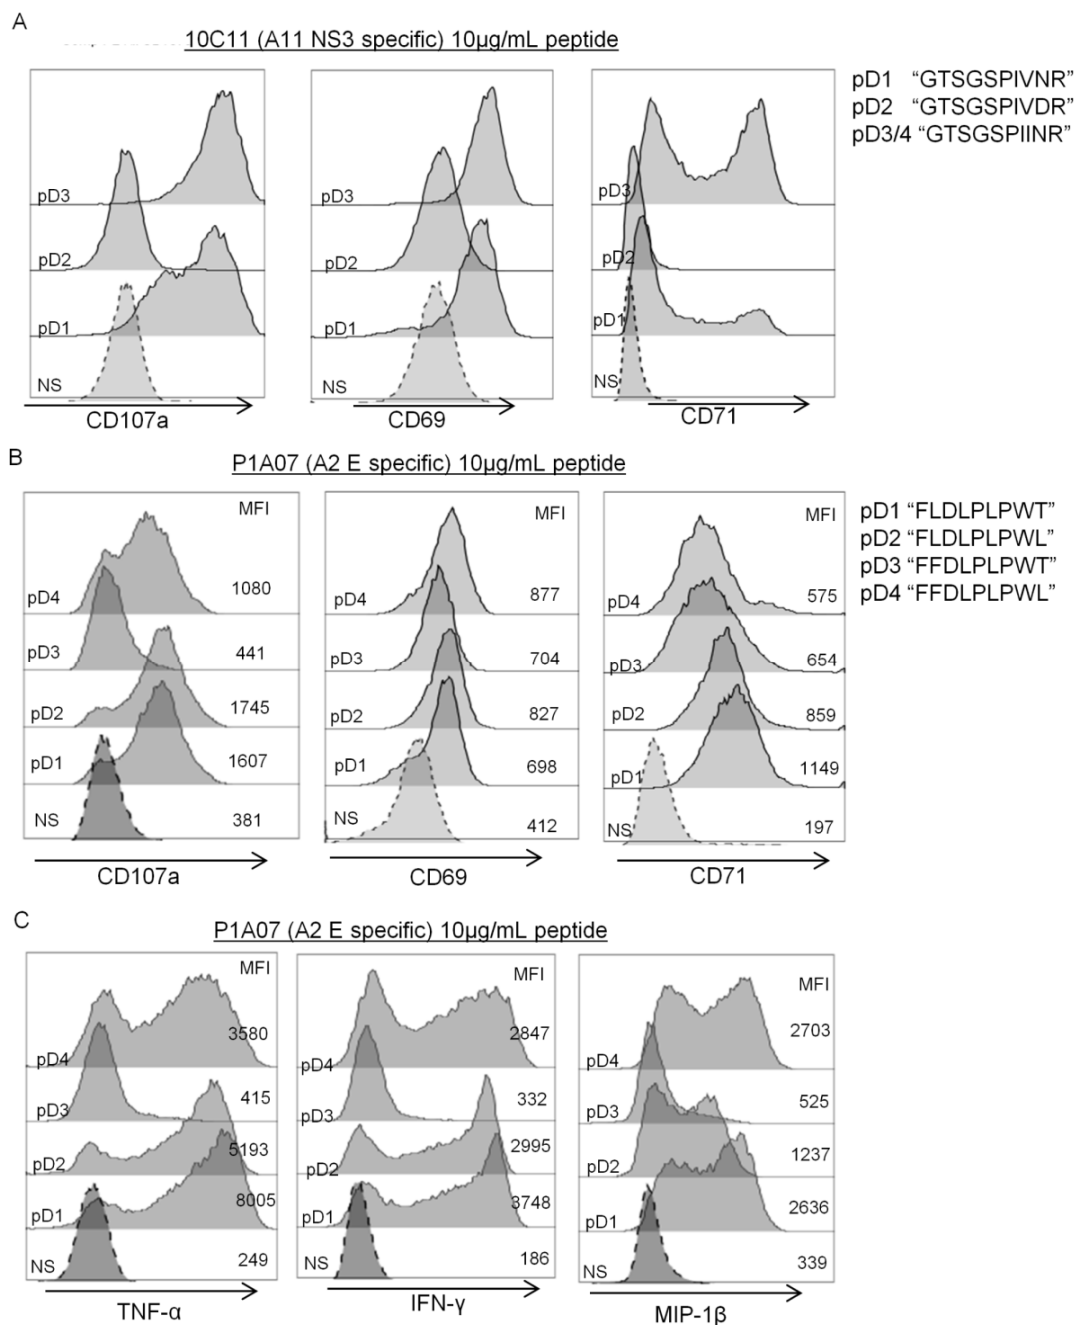 A
10C11 (A11 NS3 specific) 10µg/mL peptide
pD1 “GTSGSPIVNR”
pD2 “GTSGSPIVDR”
pD3/4 “GTSGSPIINR”
pD3
pD2
pD1
NS
CD107a
pD3
pD2
pD1
NS
CD69
pD3
pD2
pD1
NS
CD71
B
P1A07 (A2 E specific) 10µg/mL peptide
pD1 “FLDLPLPWT”
pD2 “FLDLPLPWL”
pD3 “FFDLPLPWT”
pD4 “FFDLPLPWL”
MFI
pD4 1080
pD3 441
pD2 1745
pD1 1607
NS 381
CD107a
MFI
pD4 877
pD3 704
pD2 827
pD1 698
NS 412
CD69
MFI
pD4 575
pD3 654
pD2 859
pD1 1149
NS 197
CD71
C
P1A07 (A2 E specific) 10µg/mL peptide
MFI
pD4 3580
pD3 415
pD2 5193
pD1 8005
NS 249
TNF-α
MFI
pD4 2847
pD3 332
pD2 2995
pD1 3748
NS 186
IFN-γ
MFI
pD4 2703
pD3 525
pD2 1237
pD1 2636
NS 339
MIP-1β